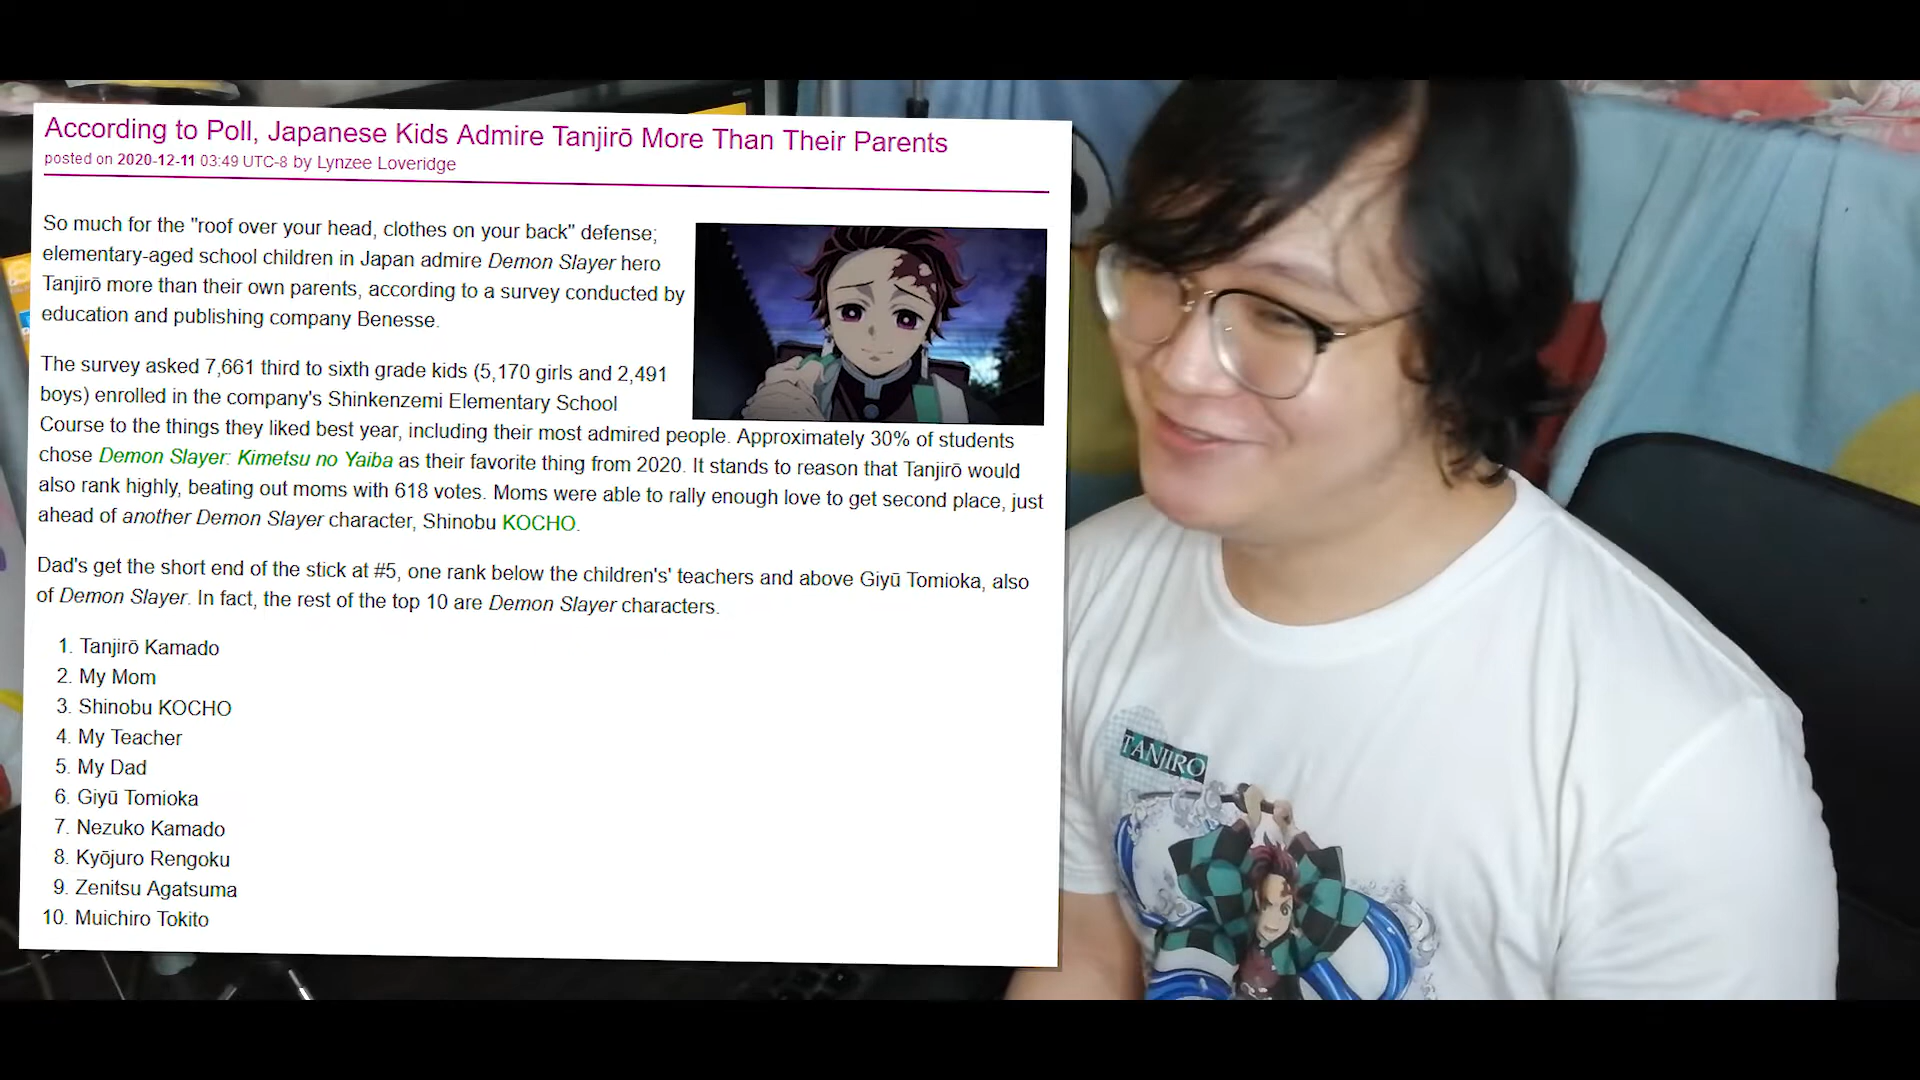 According to Poll, Japanese Kids Admire Tanjirō More Than Their Parents
posted on 2020-12-11 03:49 UTC-8 by Lynzee Loveridge
So much for the "roof over your head, clothes on your back" defense;
elementary-aged school children in Japan admire Demon Slayer hero
Tanjirō more than their own parents, according to a survey conducted by
education and publishing company Benesse.
The survey asked 7,661 third to sixth grade kids (5,170 girls and 2,491
boys) enrolled in the company's Shinkenzemi Elementary School
Course to the things they liked best year, including their most admired people. Approximately 30% of students
chose Demon Slayer: Kimetsu no Yaiba as their favorite thing from 2020. It stands to reason that Tanjirō would
also rank highly, beating out moms with 618 votes. Moms were able to rally enough love to get second place, just
ahead of another Demon Slayer character, Shinobu KOCHO.
Dad's get the short end of the stick at #5, one rank below the children's' teachers and above Giyū Tomioka, also
of Demon Slayer. In fact, the rest of the top 10 are Demon Slayer characters.
1. Tanjirō Kamado
2. My Mom
3. Shinobu KOCHO
4. My Teacher
5. My Dad
6. Giyū Tomioka
7. Nezuko Kamado
8. Kyōjuro Rengoku
9. Zenitsu Agatsuma
10. Muichiro Tokito
TANJIRO